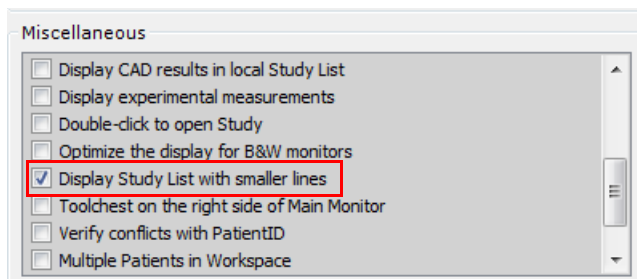 Miscellaneous
Display CAD results in local Study List
Display experimental measurements
Double-click to open Study
Optimize the display for B&W monitors
Display Study List with smaller lines
Toolchest on the right side of Main Monitor
Verify conflicts with PatientID
Multiple Patients in Workspace